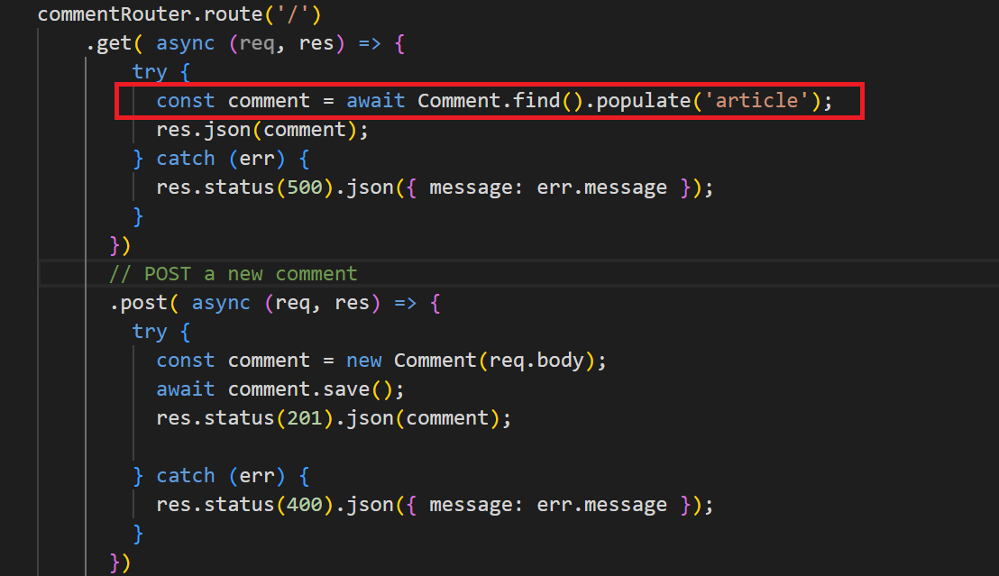 commentRouter.route('/')
.get( async (req, res) => {
try {
const comment = await Comment.find().populate('article');
res.json(comment);
} catch (err) {
res.status(500).json({ message: err.message });
}
})
// POST a new comment
.post( async (req, res) => {
try {
const comment = new Comment(req.body);
await comment.save();
res.status(201).json(comment);
} catch (err) {
res.status(400).json({ message: err.message });
}
})